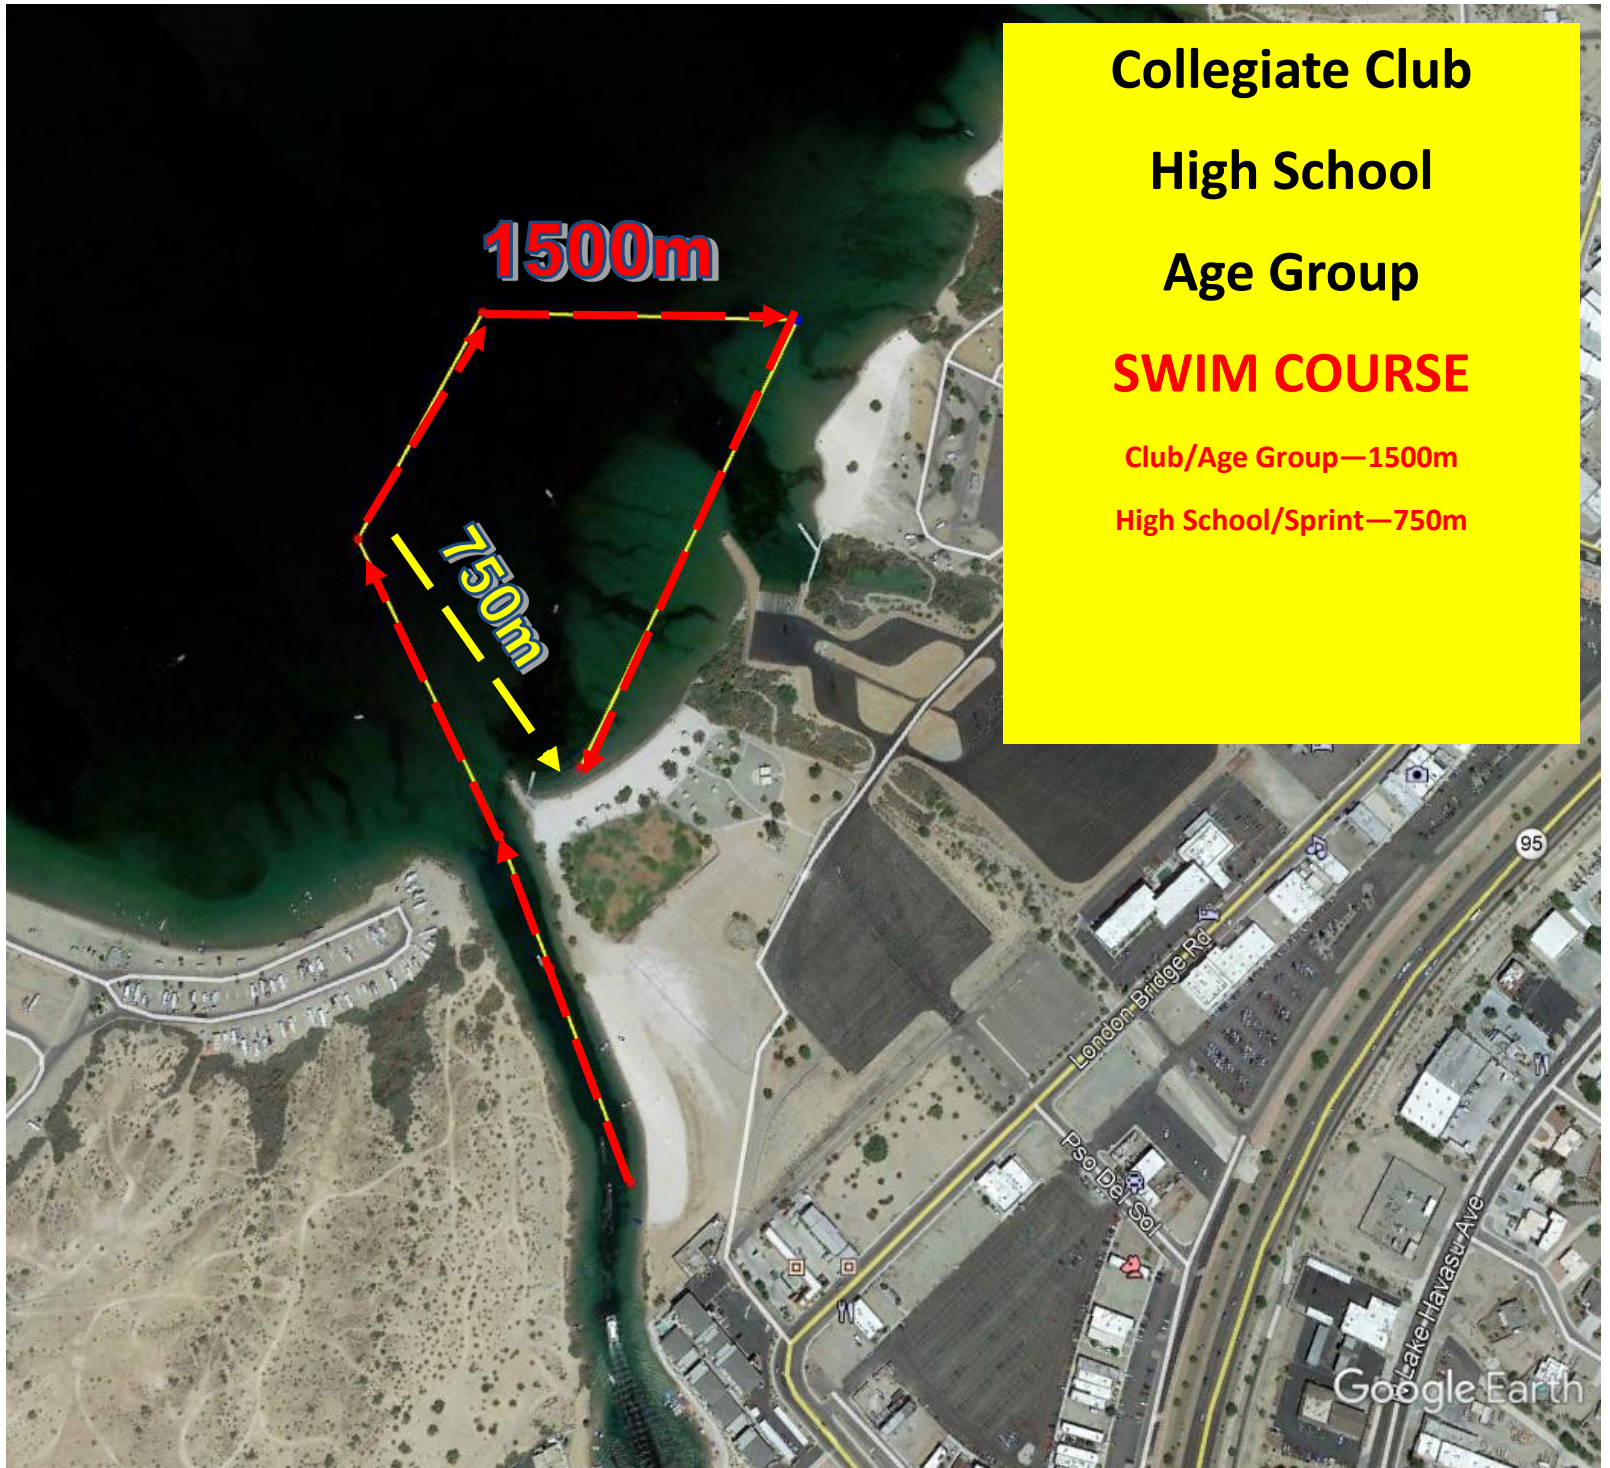 Collegiate Club
High School
Age Group
SWIM COURSE
Club/Age Group—1500m
High School/Sprint—750m
1500m
750m
95
London Bridge Rd
Pso Del Sol
Lake Havasu Ave
Google Earth